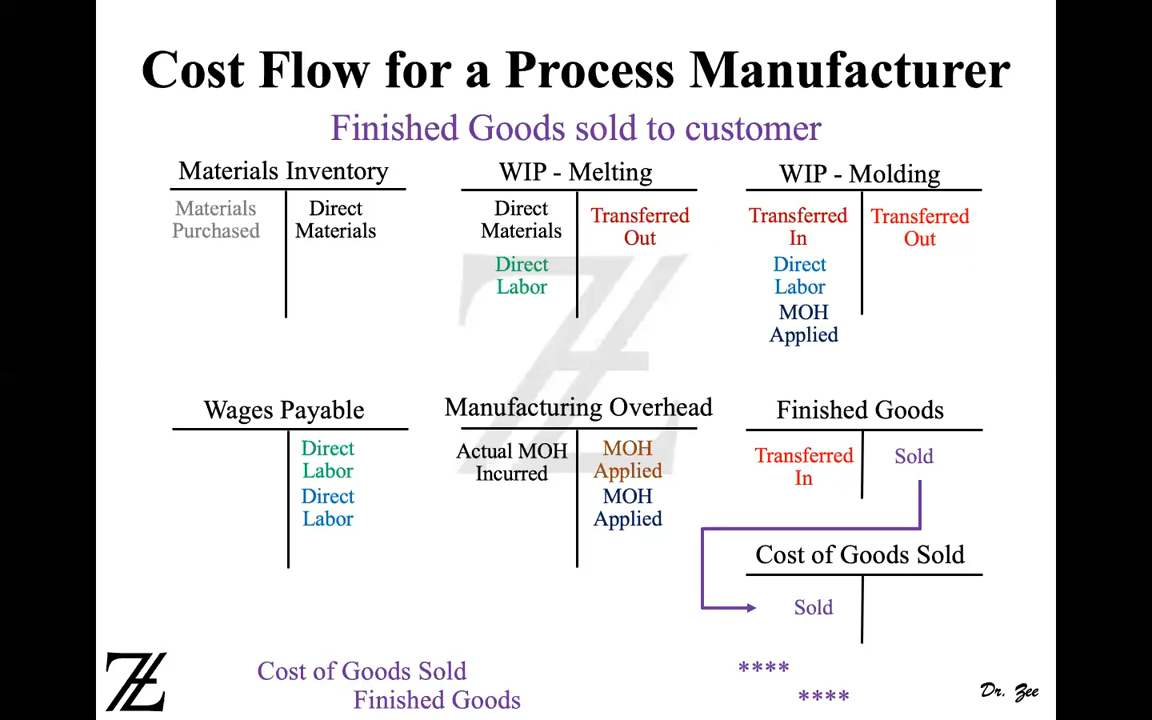 Cost Flow for a Process Manufacturer
Finished Goods sold to customer
Materials Inventory
Materials
Purchased
Direct
Materials
WIP - Melting
Direct
Materials
Direct
Labor
Transferred
Out
WIP - Molding
Transferred
In
Direct
Labor
MOH
Applied
Transferred
Out
Wages Payable
Direct
Labor
Direct
Labor
Manufacturing Overhead
Actual MOH
Incurred
MOH
Applied
MOH
Applied
Finished Goods
Transferred
In
Sold
Cost of Goods Sold
Sold
Cost of Goods Sold ****
Finished Goods ****
Dr. Zee